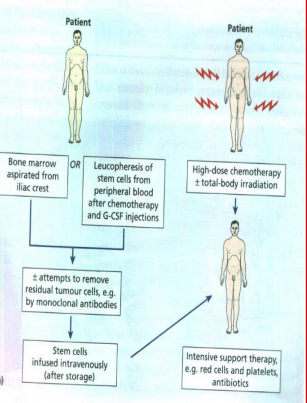 Patient
Bone marrow
aspirated from
iliac crest
OR
Leucopheresis of
stem cells from
peripheral blood
after chemotherapy
and G-CSF injections
± attempts to remove
residual tumour cells, e.g.
by monoclonal antibodies
Stem cells
infused intravenously
(after storage)
Patient
High-dose chemotherapy
± total-body irradiation
Intensive support therapy,
e.g. red cells and platelets,
antibiotics